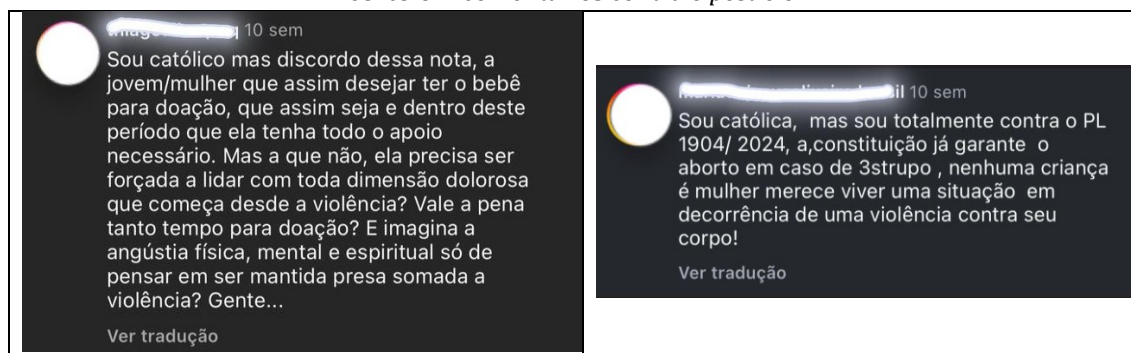 10 sem
Sou católico mas discordo dessa nota, a
jovem/mulher que assim desejar ter o bebê
para doação, que assim seja e dentro deste
período que ela tenha todo o apoio
necessário. Mas a que não, ela precisa ser
forçada a lidar com toda dimensão dolorosa
que começa desde a violência? Vale a pena
tanto tempo para doação? E imagina a
angústia física, mental e espiritual só de
pensar em ser mantida presa somada a
violência? Gente...
Ver tradução
10 sem
Sou católica, mas sou totalmente contra o PL
1904/ 2024, a,constituição já garante o
aborto em caso de 3strupo , nenhuma criança
é mulher merece viver uma situação em
decorrência de uma violência contra seu
corpo!
Ver tradução